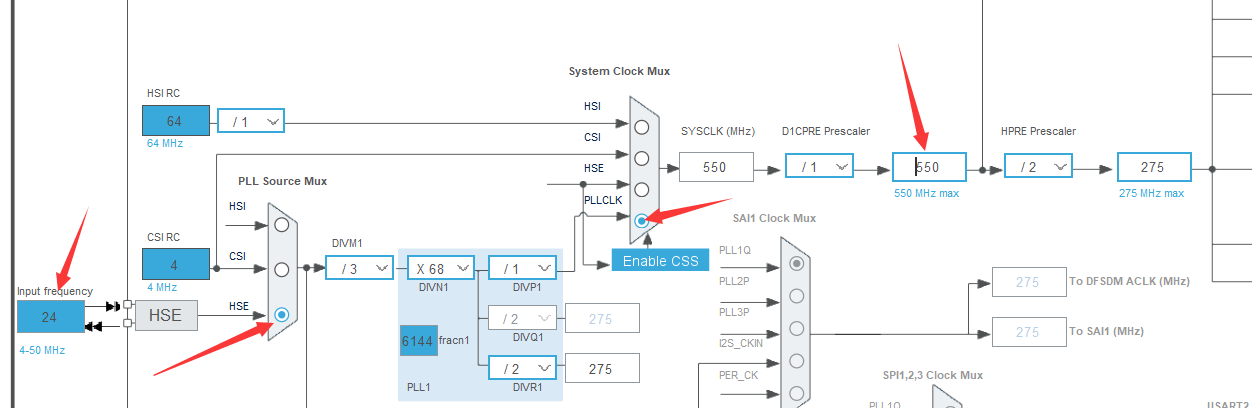 System Clock Mux
HSI RC
64
/ 1
64 MHz
HSI
CSI
HSE
PLLCLK
SYSCLK (MHz)
550
D1CPRE Prescaler
/ 1
550
550 MHz max
HPRE Prescaler
/ 2
275
275 MHz max
PLL Source Mux
HSI
CSI RC
4
4 MHz
CSI
HSE
Input frequency
24
4-50 MHz
HSE
DIVM1
/ 3
X 68
DIVN1
/ 1
DIVP1
/ 2
DIVQ1
275
6144
fracn1
/ 2
DIVR1
275
PLL1
Enable CSS
SAI1 Clock Mux
PLL1Q
PLL2P
PLL3P
I2S_CKIN
PER_CK
275
To DFSDM ACLK (MHz)
275
To SAI1 (MHz)
SPI1,2,3 Clock Mux
PLL1Q
USART2